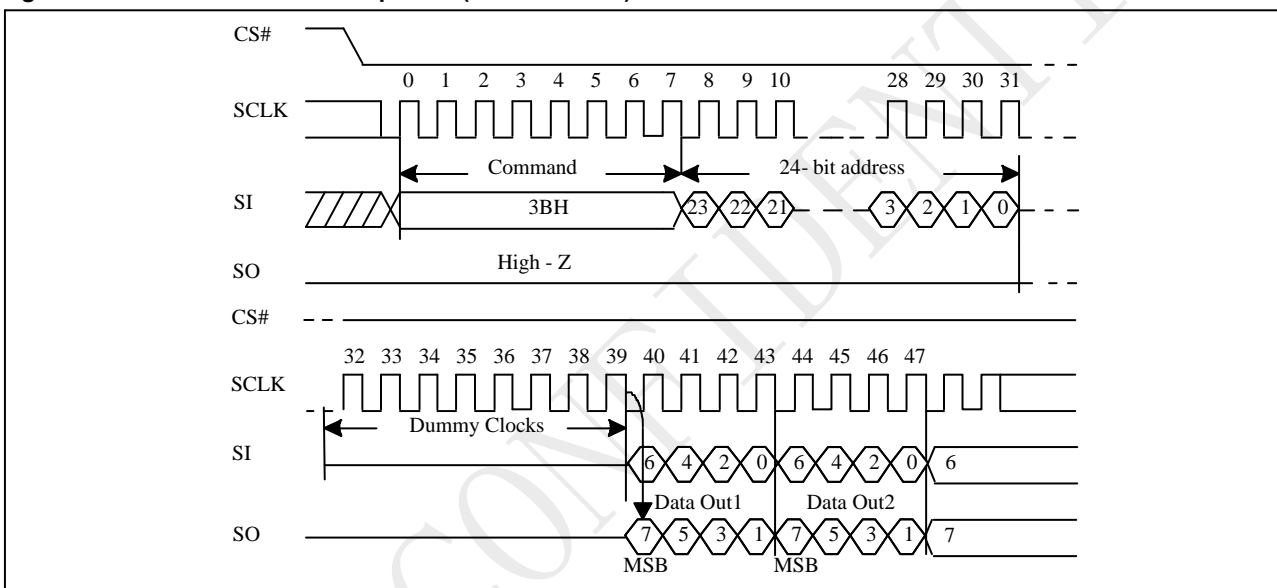 CS#
0 1 2 3 4 5 6 7 8 9 10 28 29 30 31
SCLK
Command 24- bit address
SI 3BH 23 22 21 3 2 1 0
High - Z
SO
CS#
32 33 34 35 36 37 38 39 40 41 42 43 44 45 46 47
SCLK
Dummy Clocks
SI 6 4 2 0 6 4 2 0 6
Data Out1 Data Out2
SO 7 5 3 1 7 5 3 1 7
MSB MSB